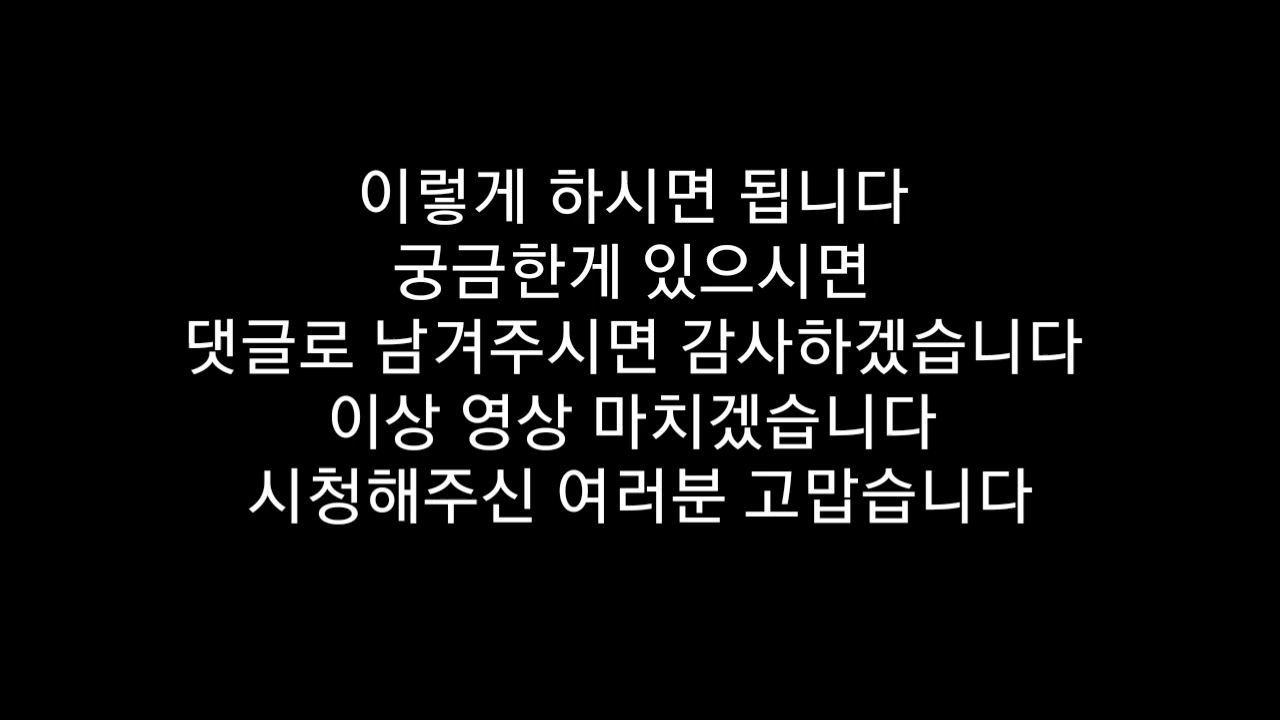 이렇게 하시면 됩니다
궁금한게 있으시면
댓글로 남겨주시면 감사하겠습니다
이상 영상 마치겠습니다
시청해주신 여러분 고맙습니다